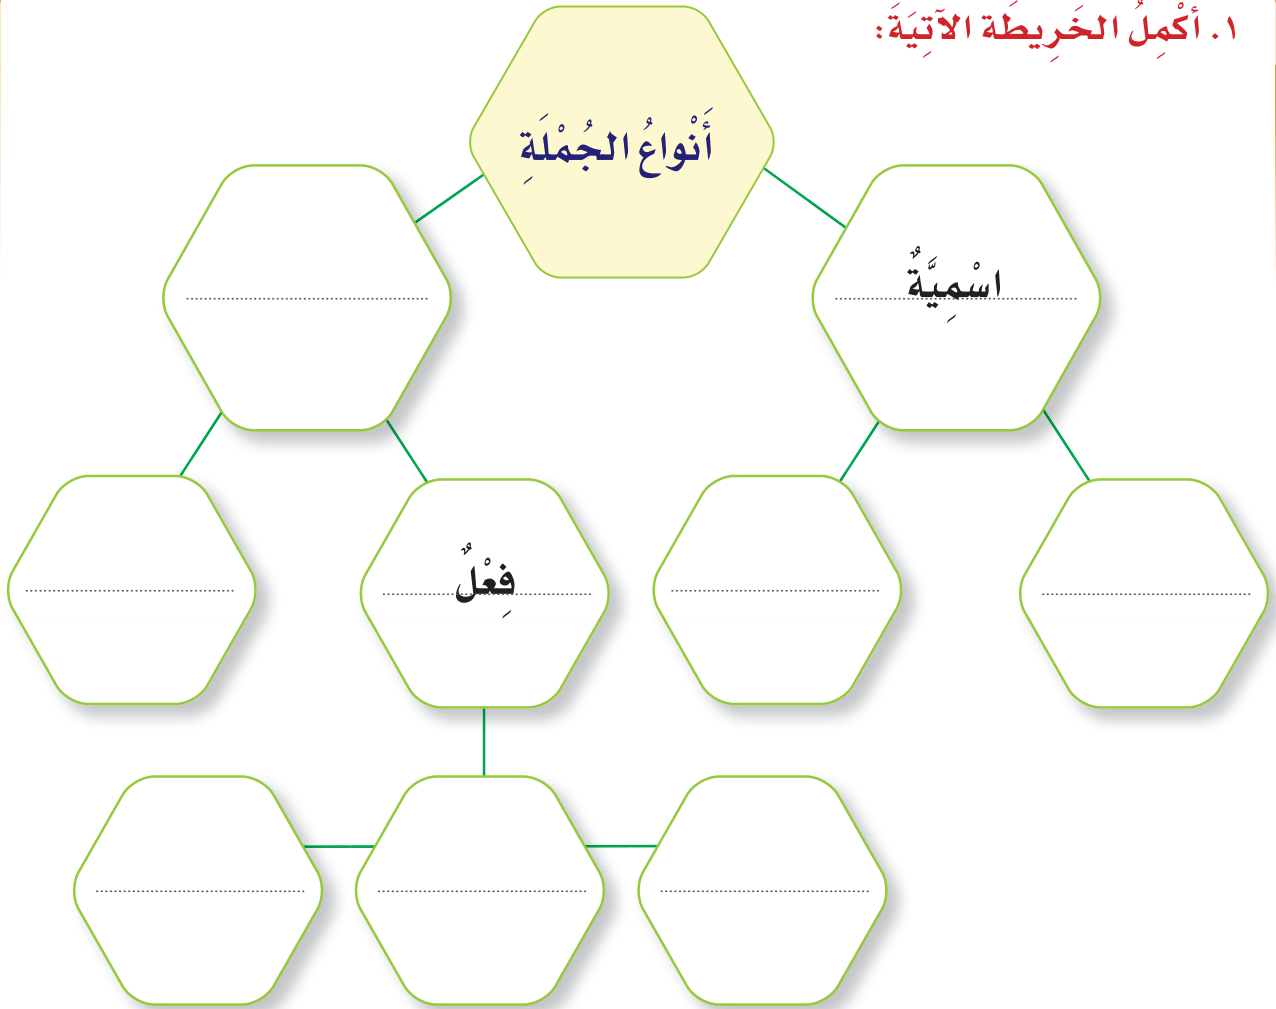 ١. أَكْمِلُ الخَرِيطَةَ الآتِيَةَ:
أَنْواعُ الجُمْلَةِ
اسْمِيَّةٌ
فِعْلٌ